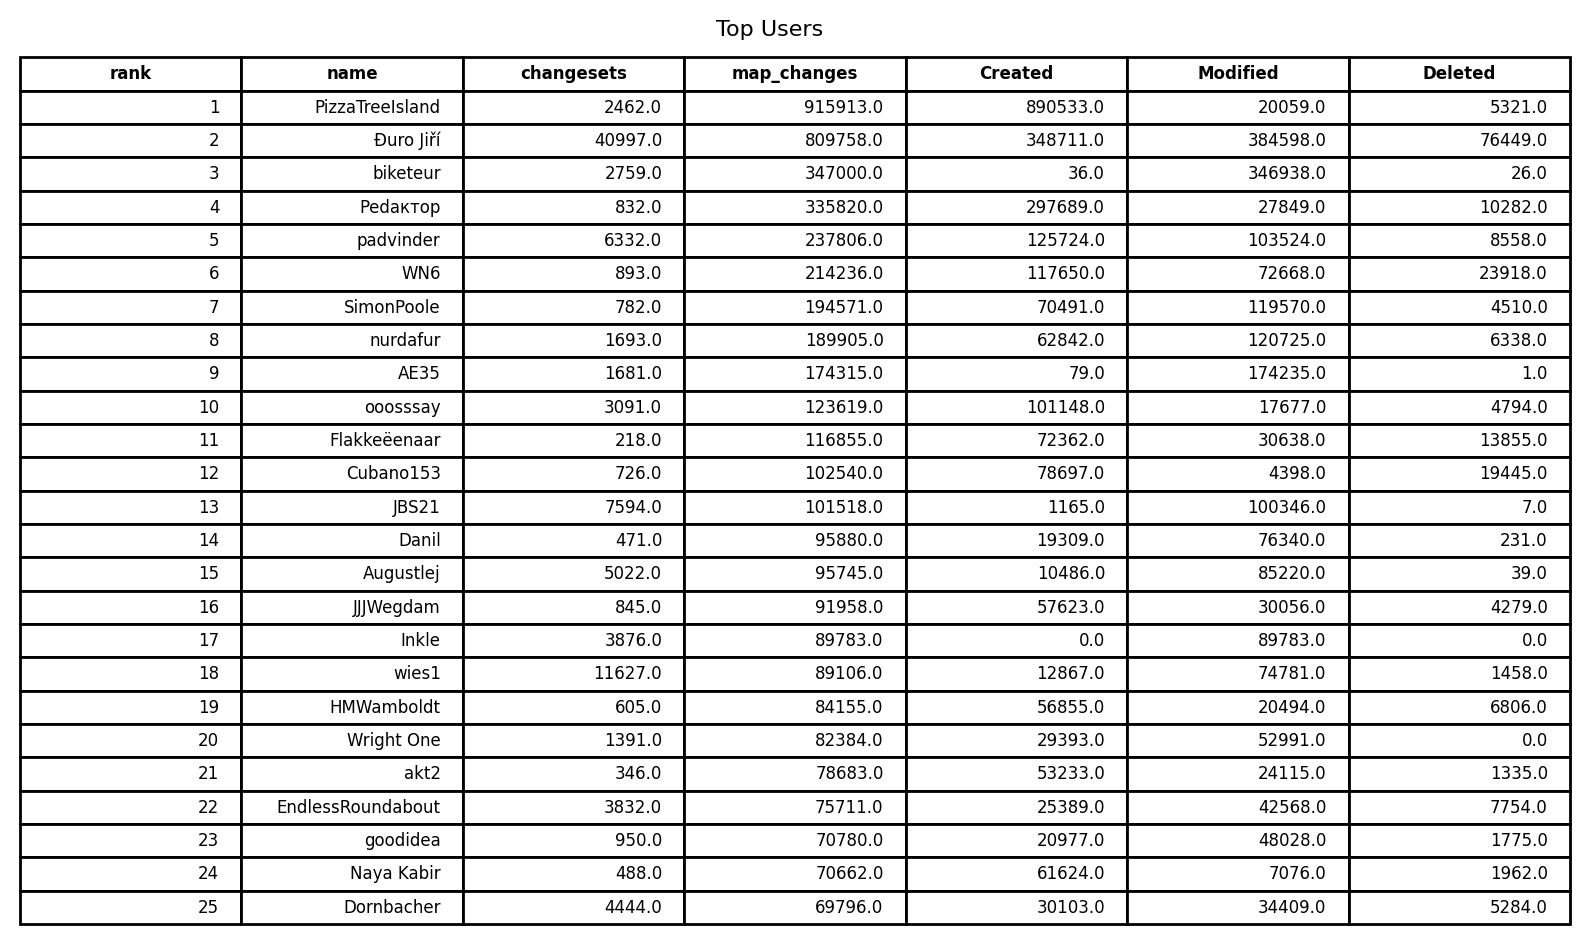 Top Users
rank name changesets map_changes Created Modified Deleted
1 PizzaTreeIsland 2462.0 915913.0 890533.0 20059.0 5321.0
2 Đuro Jiří 40997.0 809758.0 348711.0 384598.0 76449.0
3 biketeur 2759.0 347000.0 36.0 346938.0 26.0
4 Редактор 832.0 335820.0 297689.0 27849.0 10282.0
5 padvinder 6332.0 237806.0 125724.0 103524.0 8558.0
6 WN6 893.0 214236.0 117650.0 72668.0 23918.0
7 SimonPoole 782.0 194571.0 70491.0 119570.0 4510.0
8 nurdafur 1693.0 189905.0 62842.0 120725.0 6338.0
9 AE35 1681.0 174315.0 79.0 174235.0 1.0
10 ooosssay 3091.0 123619.0 101148.0 17677.0 4794.0
11 Flakkeëenaar 218.0 116855.0 72362.0 30638.0 13855.0
12 Cubano153 726.0 102540.0 78697.0 4398.0 19445.0
13 JBS21 7594.0 101518.0 1165.0 100346.0 7.0
14 Danil 471.0 95880.0 19309.0 76340.0 231.0
15 Augustlej 5022.0 95745.0 10486.0 85220.0 39.0
16 JJJWegdam 845.0 91958.0 57623.0 30056.0 4279.0
17 Inkle 3876.0 89783.0 0.0 89783.0 0.0
18 wies1 11627.0 89106.0 12867.0 74781.0 1458.0
19 HMWamboldt 605.0 84155.0 56855.0 20494.0 6806.0
20 Wright One 1391.0 82384.0 29393.0 52991.0 0.0
21 akt2 346.0 78683.0 53233.0 24115.0 1335.0
22 EndlessRoundabout 3832.0 75711.0 25389.0 42568.0 7754.0
23 goodidea 950.0 70780.0 20977.0 48028.0 1775.0
24 Naya Kabir 488.0 70662.0 61624.0 7076.0 1962.0
25 Dornbacher 4444.0 69796.0 30103.0 34409.0 5284.0